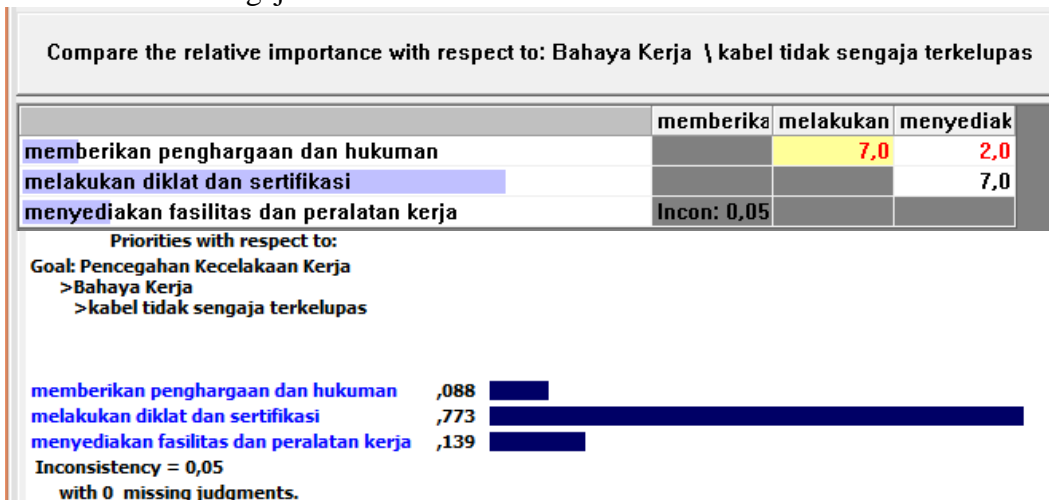 Compare the relative importance with respect to: Bahaya Kerja \ kabel tidak sengaja terkelupas
memberika melakukan menyediak
memberikan penghargaan dan hukuman 7,0 2,0
melakukan diklat dan sertifikasi 7,0
menyediakan fasilitas dan peralatan kerja Incon: 0,05
Priorities with respect to:
Goal: Pencegahan Kecelakaan Kerja
>Bahaya Kerja
>kabel tidak sengaja terkelupas
memberikan penghargaan dan hukuman ,088
melakukan diklat dan sertifikasi ,773
menyediakan fasilitas dan peralatan kerja ,139
Inconsistency = 0,05
with 0 missing judgments.